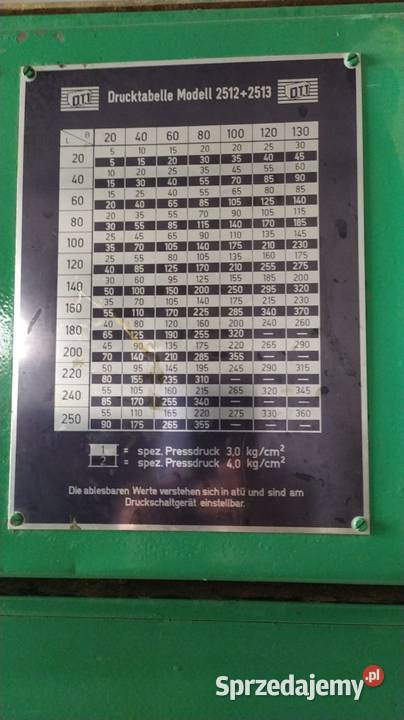 OTT Drucktabelle Modell 2512+2513 OTT
L B 20 40 60 80 100 120 130
20 5 10 15 20 20 25 30
5 15 20 30 35 40 45
40 10 20 25 35 45 55 60
15 30 40 55 70 85 90
60 15 25 40 55 65 80 85
20 40 65 85 105 125 140
80 20 35 55 70 90 105 115
30 55 85 115 140 170 185
100 25 45 65 90 110 135 145
35 70 105 140 175 210 230
120 25 55 80 105 135 160 175
40 85 125 170 210 255 275
140 30 60 95 125 155 185 200
50 100 150 200 250 295 320
160 35 70 105 140 175 215 230
55 110 170 225 285 340 370
180 40 80 120 160 200 240 260
65 85 190 255 320 — —
200 45 90 135 175 220 265 290
70 140 210 285 355 — —
220 50 95 145 195 245 290 315
80 155 235 310 — — —
240 55 105 160 215 265 320 345
85 170 255 340 — — —
250 55 110 165 220 275 330 360
90 175 265 355 — — —
1 = spez. Pressdruck 3,0 kg/cm²
2 = spez. Pressdruck 4,0 kg/cm²
Die ablesbaren Werte verstehen sich in atü und sind am
Druckschaltgerät einstellbar.
Sprzedajemy.pl